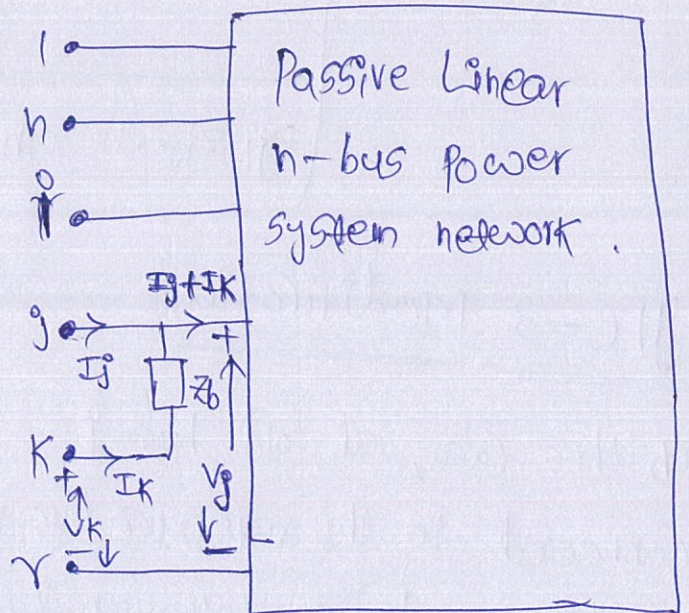 1
Passive Linear
n
n-bus power
i
system network.
Ij+IK
j
+
Ij
Zb
K
+
IK
Vj
VK
-
-
r